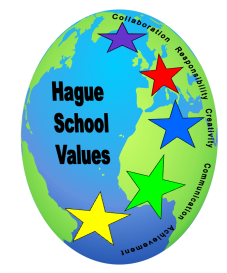 Hague
School
Values
Collaboration
Responsibility
Creativity
Communication
Achievement